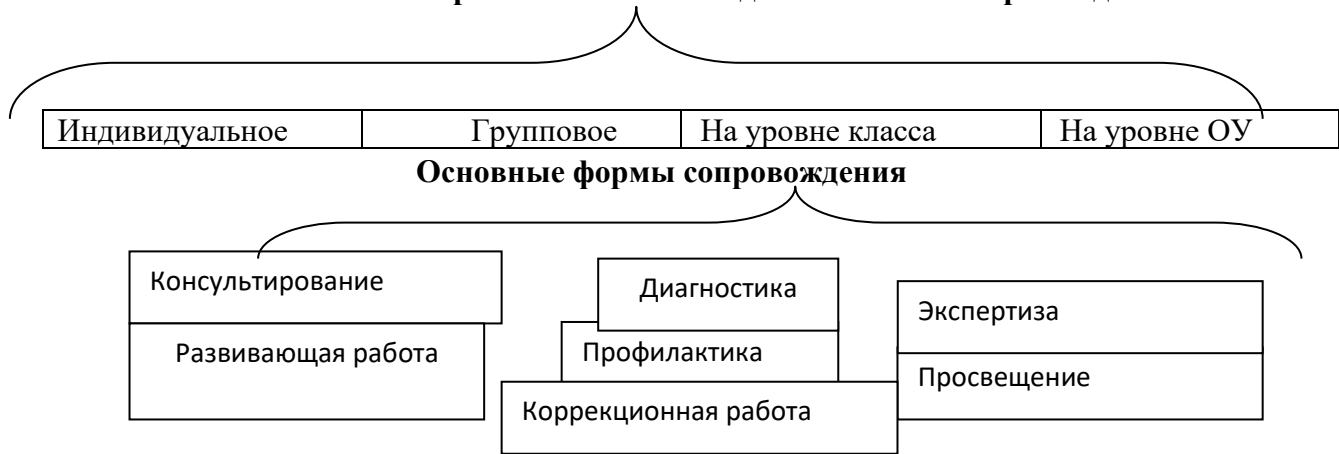 Индивидуальное Групповое На уровне класса На уровне ОУ
Основные формы сопровождения
Консультирование
Развивающая работа
Диагностика
Профилактика
Коррекционная работа
Экспертиза
Просвещение